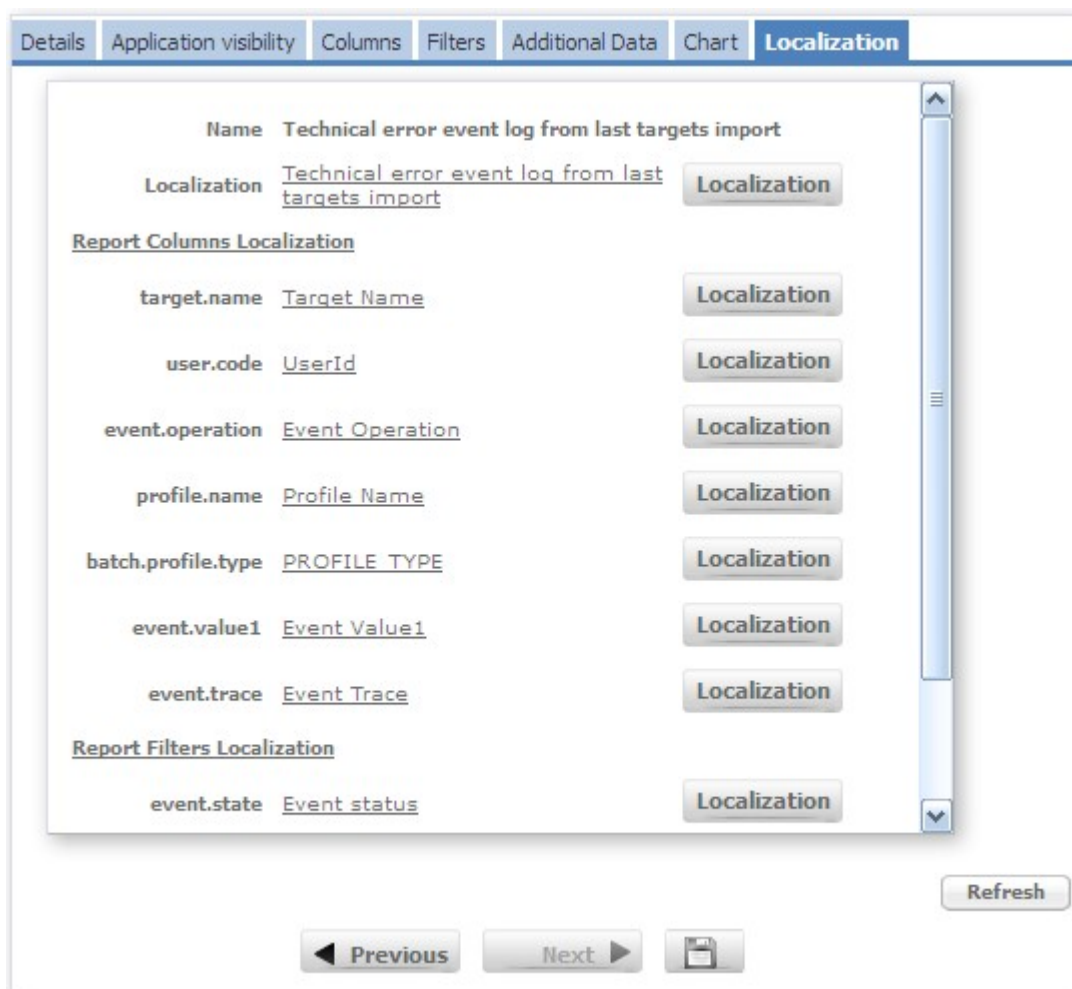 Details Application visibility Columns Filters Additional Data Chart Localization
Name Technical error event log from last targets import
Localization Technical error event log from last targets import Localization
Report Columns Localization
target.name Target Name Localization
user.code UserId Localization
event.operation Event Operation Localization
profile.name Profile Name Localization
batch.profile.type PROFILE_TYPE Localization
event.value1 Event Value1 Localization
event.trace Event Trace Localization
Report Filters Localization
event.state Event status Localization
Refresh
Previous Next